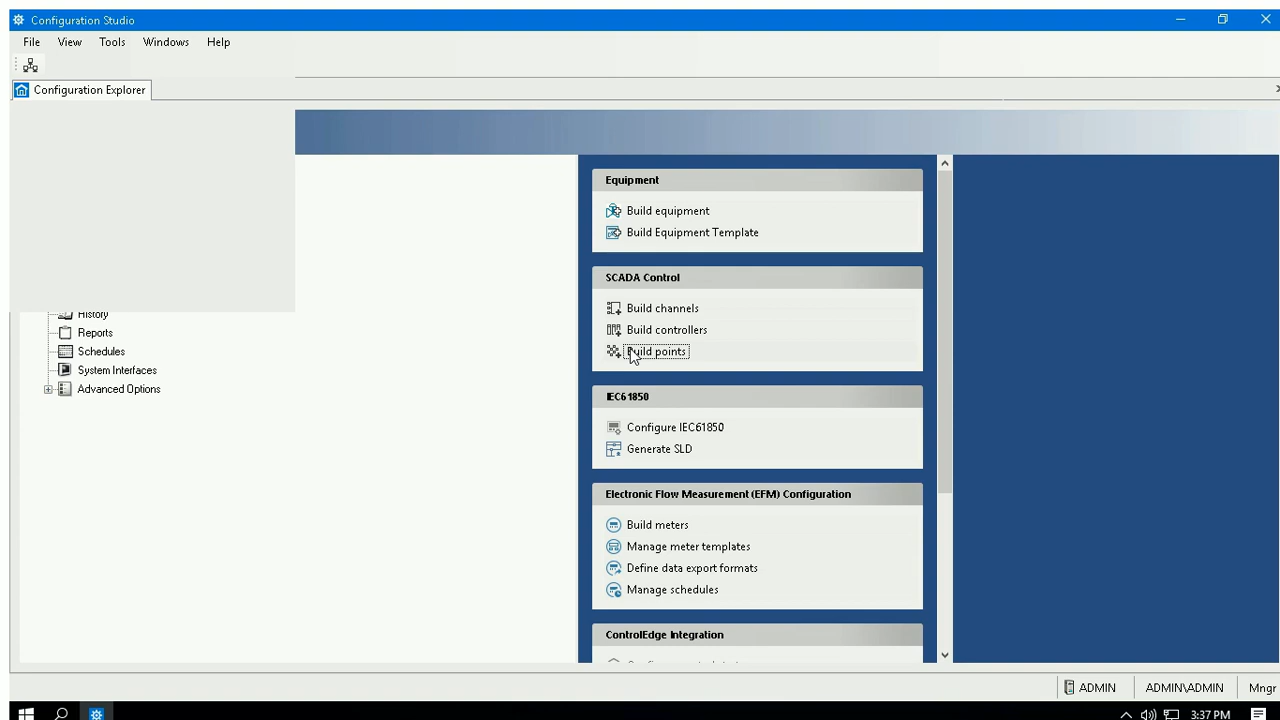 Configuration Studio
File View Tools Windows Help
Configuration Explorer
Equipment
Build equipment
Build Equipment Template
SCADA Control
Build channels
Build controllers
Build points
History
Reports
Schedules
System Interfaces
Advanced Options
IEC61850
Configure IEC61850
Generate SLD
Electronic Flow Measurement (EFM) Configuration
Build meters
Manage meter templates
Define data export formats
Manage schedules
ControlEdge Integration
ADMIN ADMIN\ADMIN Mngr
3:37 PM